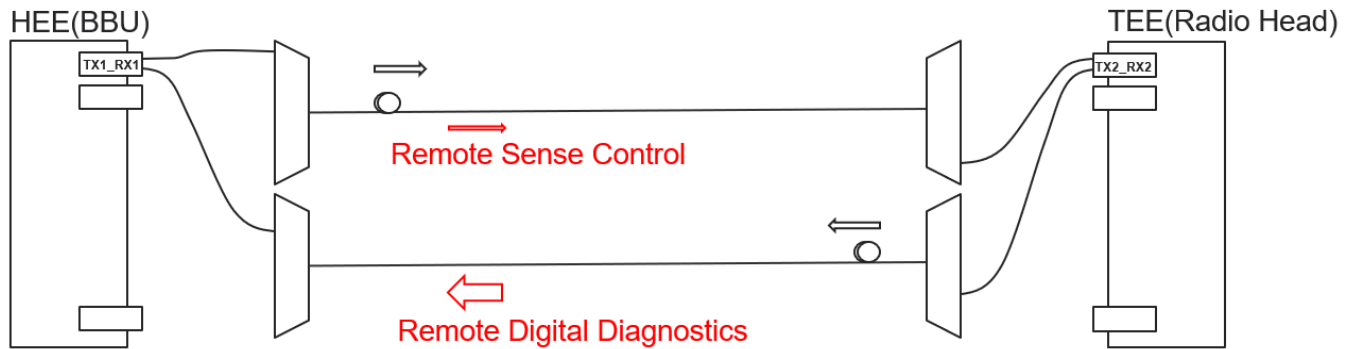 HEE(BBU)
TEE(Radio Head)
TX1_RX1
TX2_RX2
Remote Sense Control
Remote Digital Diagnostics